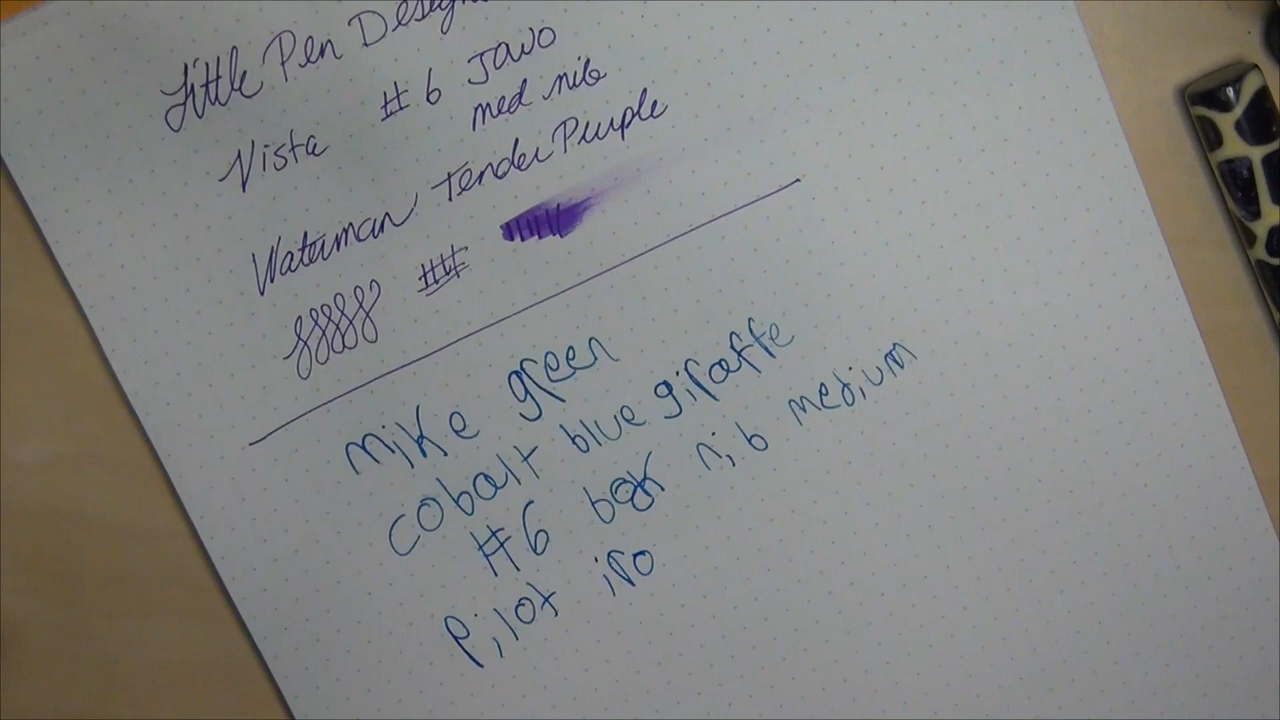 Little Pen Design
Vista # 6 JOWO
med nib
Waterman Tender Purple
mike green
cobalt blue giraffe
#6 bok nib medium
Pilot iro